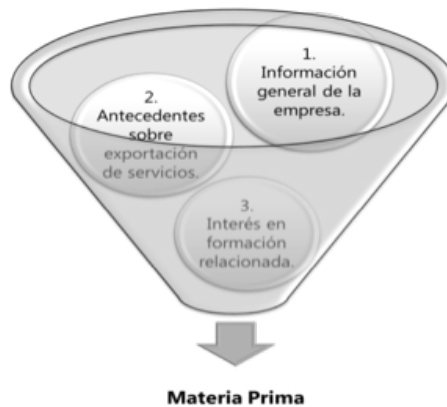 1.
Información
general de la
empresa.
2.
Antecedentes
sobre
exportación
de servicios.
3.
Interés en
formación
relacionada.
Materia Prima